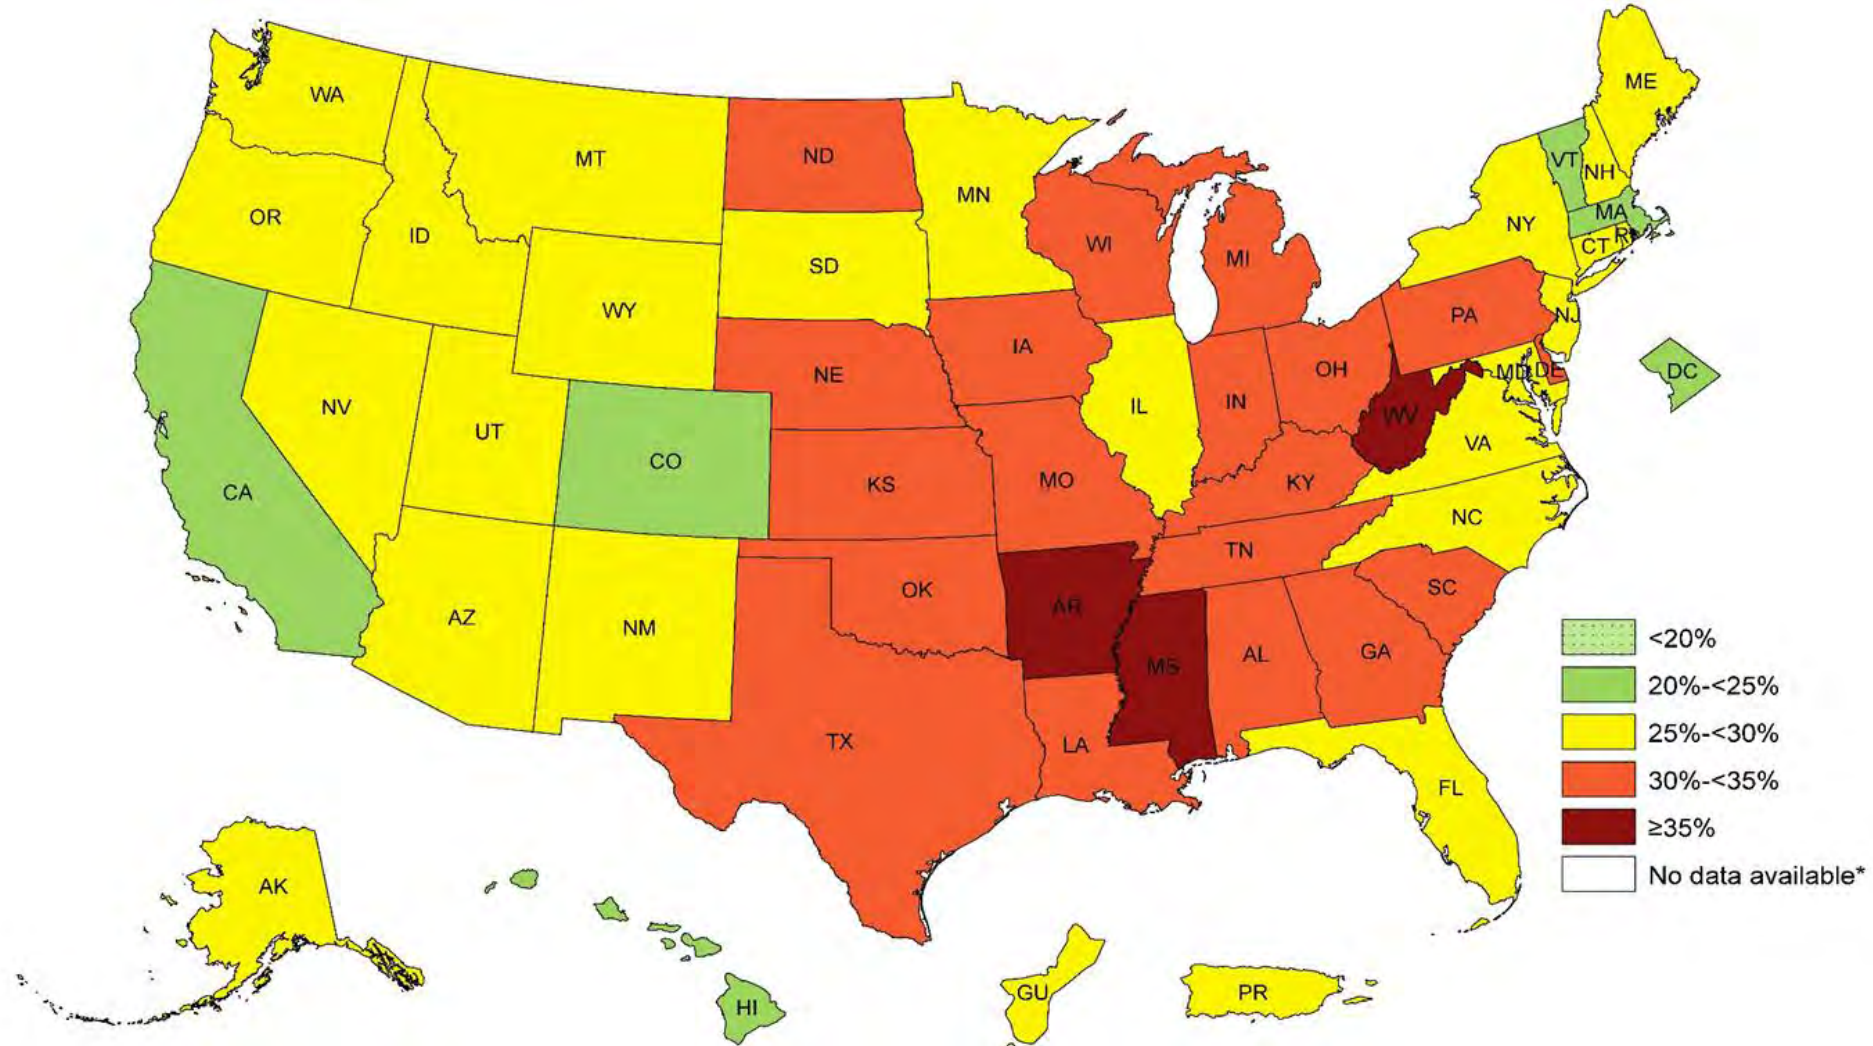 WA
MT
ND
MN
ME
VT
NH
OR
ID
SD
WI
MI
NY
MA
CT
WY
IA
NE
PA
NJ
OH
MD
DE
DC
NV
UT
CO
IL
IN
WV
VA
CA
KS
MO
KY
NC
AZ
NM
OK
AR
TN
SC
MS
AL
GA
TX
LA
FL
AK
HI
GU
PR
<20%
20%-<25%
25%-<30%
30%-<35%
≥35%
No data available*